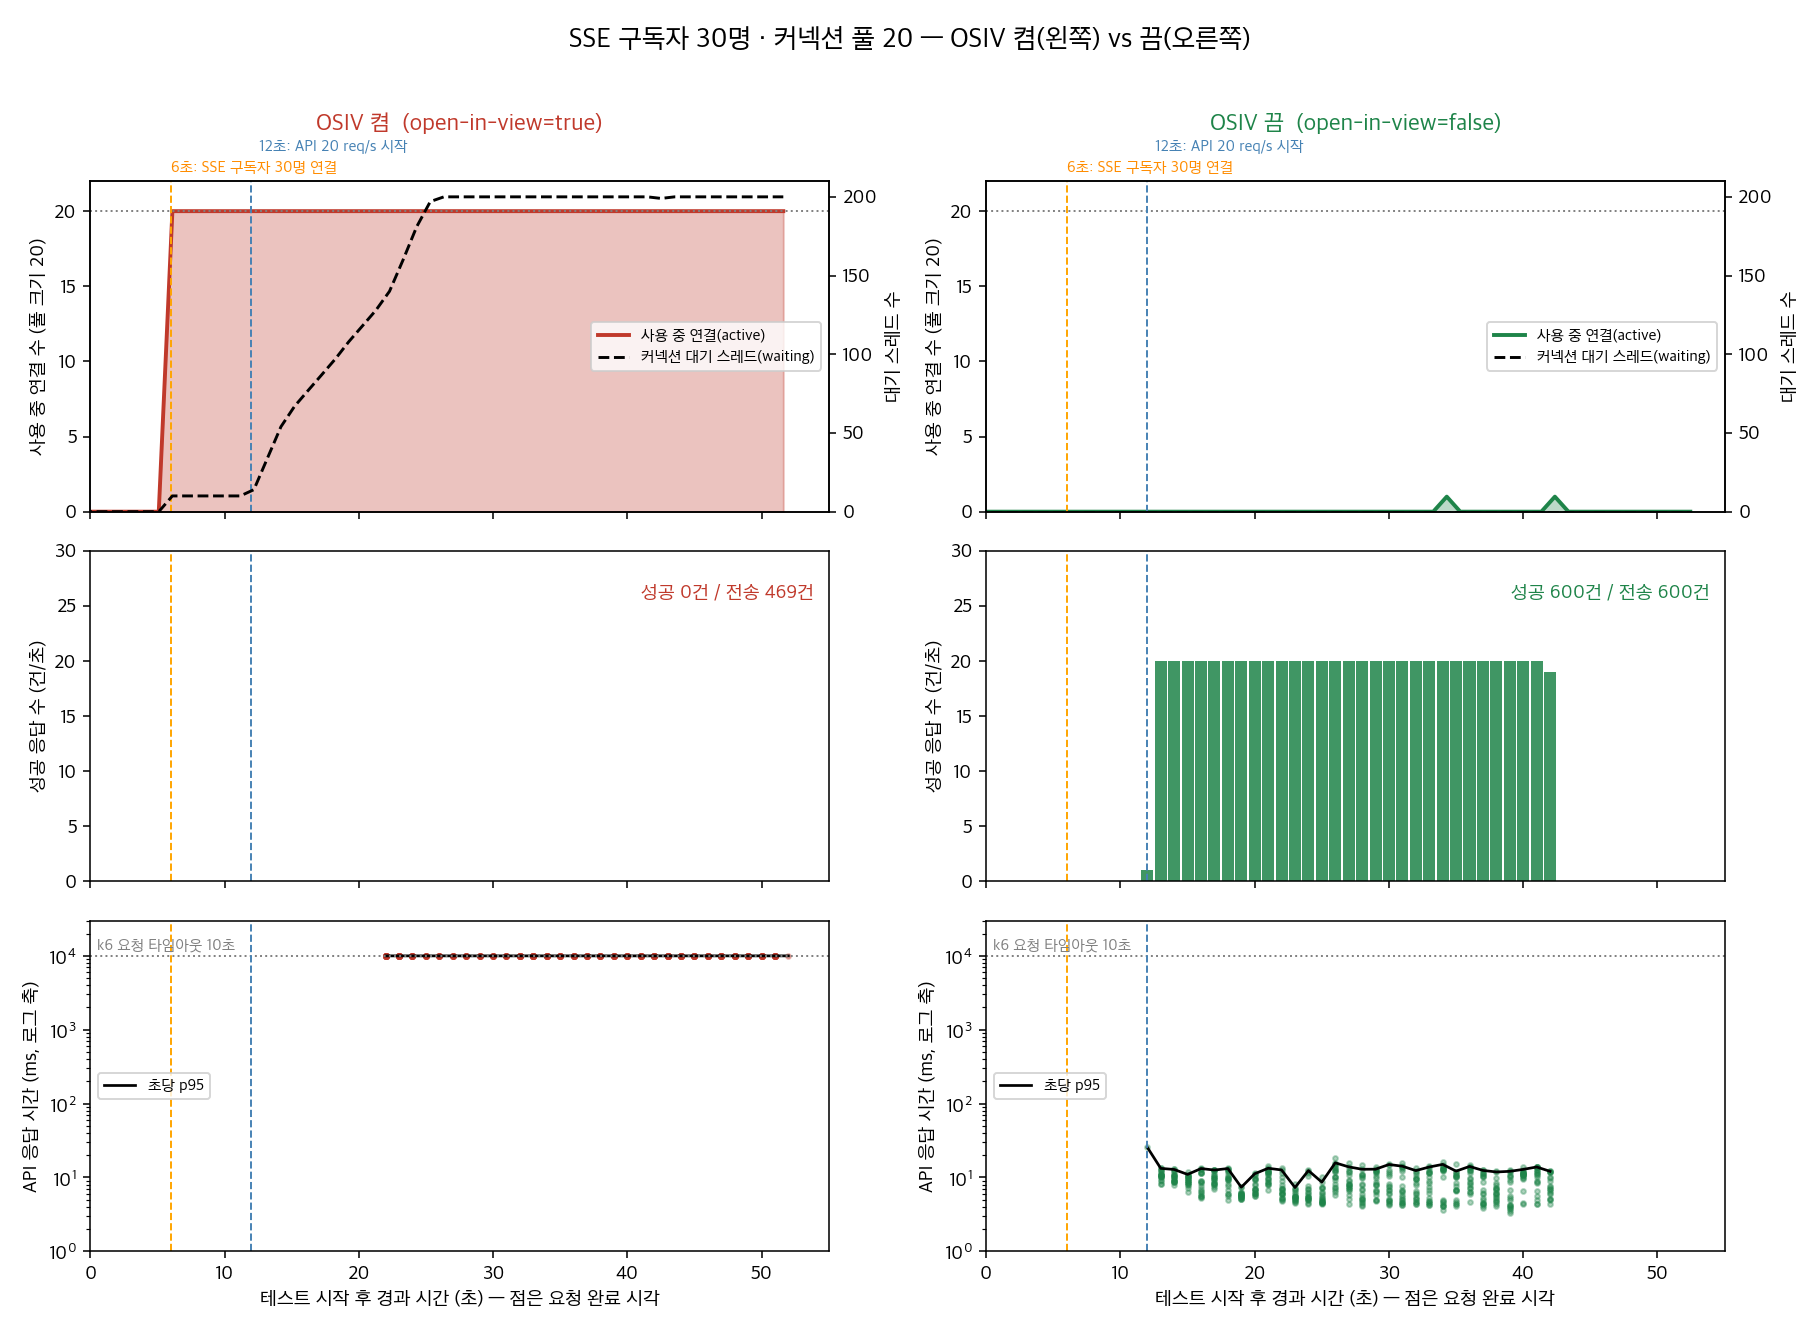 SSE 구독자 30명 · 커넥션 풀 20 — OSIV 켬(왼쪽) vs 끔(오른쪽)
OSIV 켬 (open-in-view=true)
12초: API 20 req/s 시작
6초: SSE 구독자 30명 연결
사용 중 연결 수 (풀 크기 20)
20
15
10
5
0
200
150
100
50
0
대기 스레드 수
사용 중 연결(active)
커넥션 대기 스레드(waiting)
OSIV 끔 (open-in-view=false)
12초: API 20 req/s 시작
6초: SSE 구독자 30명 연결
사용 중 연결 수 (풀 크기 20)
20
15
10
5
0
200
150
100
50
0
대기 스레드 수
사용 중 연결(active)
커넥션 대기 스레드(waiting)
성공 응답 수 (건/초)
30
25
20
15
10
5
0
성공 0건 / 전송 469건
성공 응답 수 (건/초)
30
25
20
15
10
5
0
성공 600건 / 전송 600건
API 응답 시간 (ms, 로그 축)
10⁴
10³
10²
10¹
10⁰
k6 요청 타임아웃 10초
초당 p95
0 10 20 30 40 50
테스트 시작 후 경과 시간 (초) — 점은 요청 완료 시각
API 응답 시간 (ms, 로그 축)
10⁴
10³
10²
10¹
10⁰
k6 요청 타임아웃 10초
초당 p95
0 10 20 30 40 50
테스트 시작 후 경과 시간 (초) — 점은 요청 완료 시각